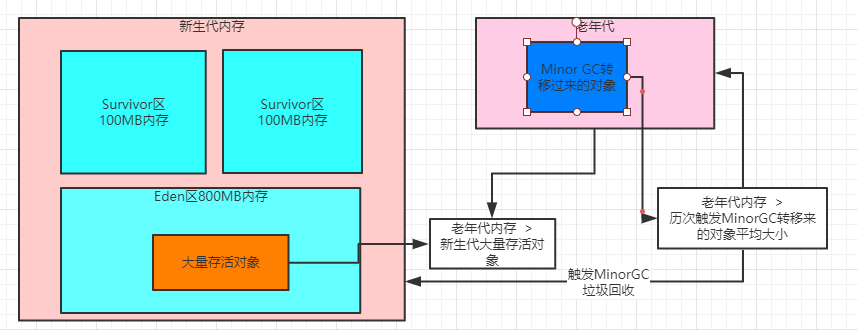 新生代内存
Survivor区
100MB内存
Survivor区
100MB内存
Eden区800MB内存
大量存活对象
老年代
Minor GC转
移过来的对象
老年代内存 >
新生代大量存活对
象
老年代内存 >
历次触发MinorGC转移来
的对象平均大小
触发MinorGC
垃圾回收